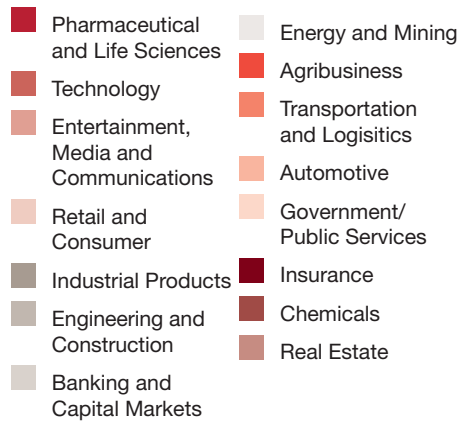 Pharmaceutical
and Life Sciences
Technology
Entertainment,
Media and
Communications
Retail and
Consumer
Industrial Products
Engineering and
Construction
Banking and
Capital Markets
Energy and Mining
Agribusiness
Transportation
and Logisitics
Automotive
Government/
Public Services
Insurance
Chemicals
Real Estate